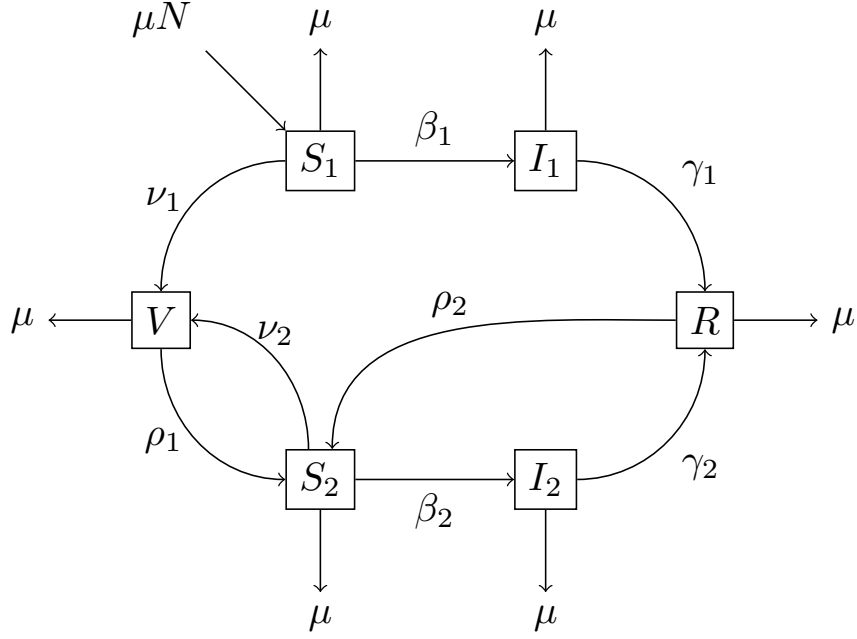 μN
μ
μ
S₁
β₁
I₁
γ₁
ν₁
μ
V
ν₂
ρ₂
R
μ
ρ₁
S₂
β₂
I₂
γ₂
μ
μ